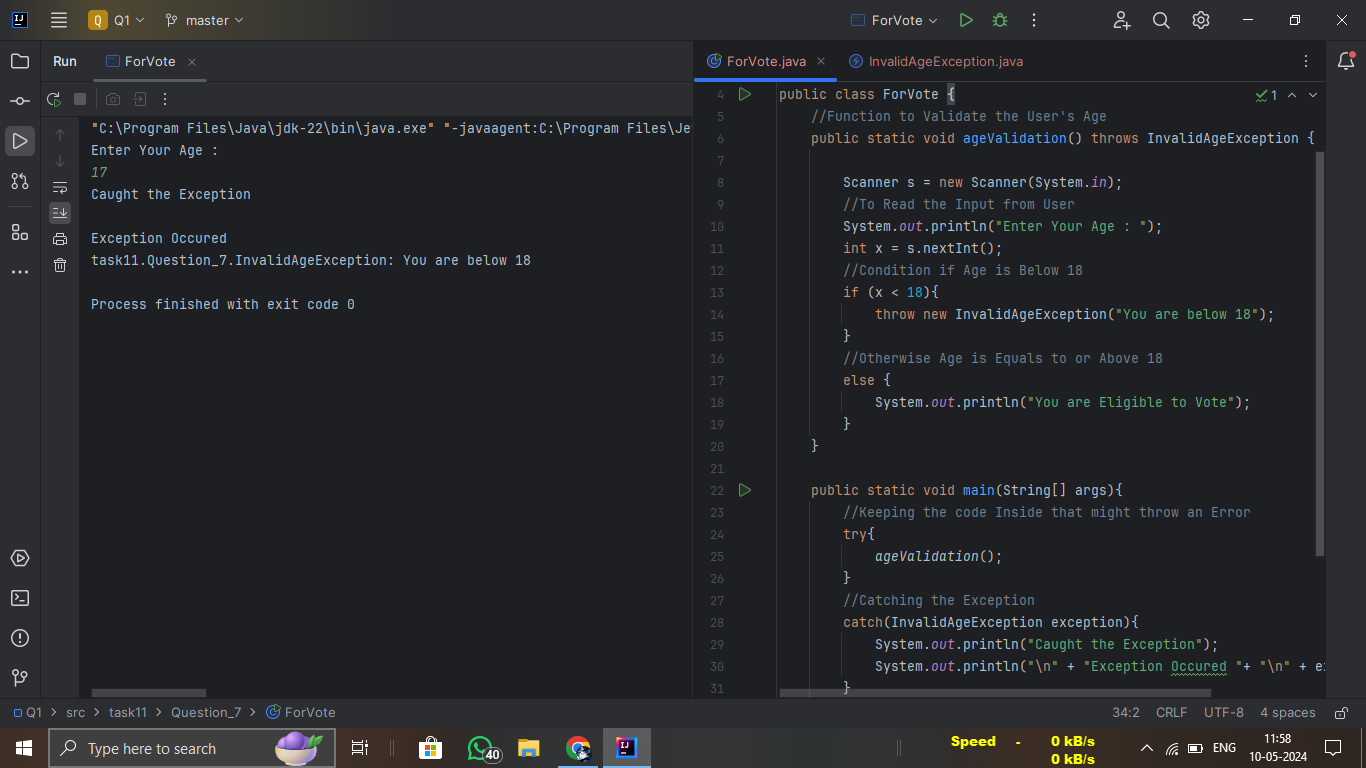 Q Q1 master ForVote
Run ForVote
"C:\Program Files\Java\jdk-22\bin\java.exe" "-javaagent:C:\Program Files\Je
Enter Your Age :
17
Caught the Exception
Exception Occured
task11.Question_7.InvalidAgeException: You are below 18
Process finished with exit code 0
ForVote.java InvalidAgeException.java
4 public class ForVote { 1
5 //Function to Validate the User's Age
6 public static void ageValidation() throws InvalidAgeException {
7
8 Scanner s = new Scanner(System.in);
9 //To Read the Input from User
10 System.out.println("Enter Your Age : ");
11 int x = s.nextInt();
12 //Condition if Age is Below 18
13 if (x < 18){
14 throw new InvalidAgeException("You are below 18");
15 }
16 //Otherwise Age is Equals to or Above 18
17 else {
18 System.out.println("You are Eligible to Vote");
19 }
20 }
21
22 public static void main(String[] args){
23 //Keeping the code Inside that might throw an Error
24 try{
25 ageValidation();
26 }
27 //Catching the Exception
28 catch(InvalidAgeException exception){
29 System.out.println("Caught the Exception");
30 System.out.println("\n" + "Exception Occured "+ "\n" + ex
31 }
Q1 > src > task11 > Question_7 > ForVote 34:2 CRLF UTF-8 4 spaces
Type here to search 40 Speed - 0 kB/s 0 kB/s ENG 11:58 10-05-2024